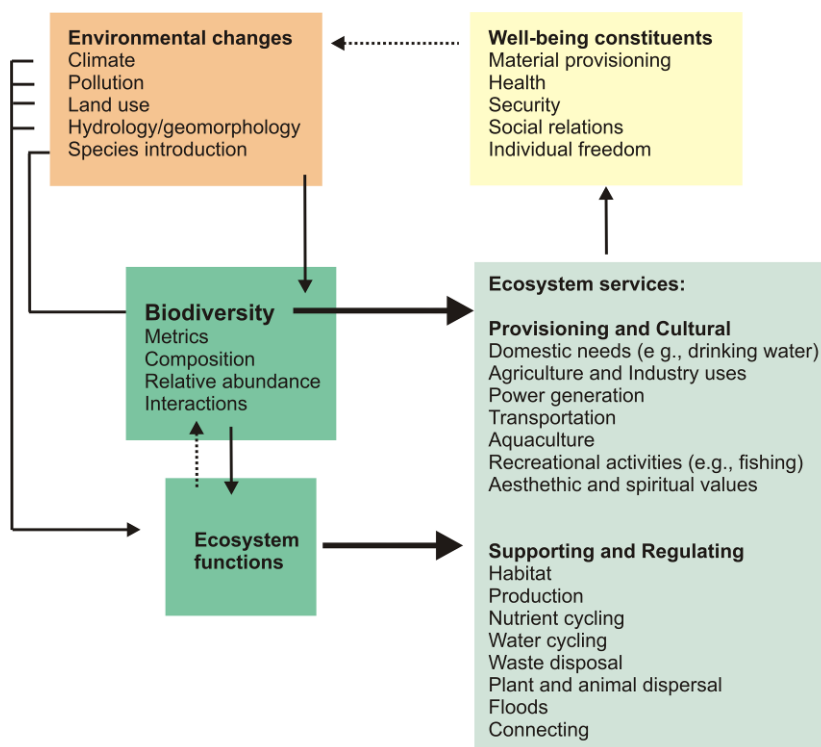 Environmental changes
Climate
Pollution
Land use
Hydrology/geomorphology
Species introduction
Well-being constituents
Material provisioning
Health
Security
Social relations
Individual freedom
Biodiversity
Metrics
Composition
Relative abundance
Interactions
Ecosystem
functions
Ecosystem services:
Provisioning and Cultural
Domestic needs (e g., drinking water)
Agriculture and Industry uses
Power generation
Transportation
Aquaculture
Recreational activities (e.g., fishing)
Aesthethic and spiritual values
Supporting and Regulating
Habitat
Production
Nutrient cycling
Water cycling
Waste disposal
Plant and animal dispersal
Floods
Connecting